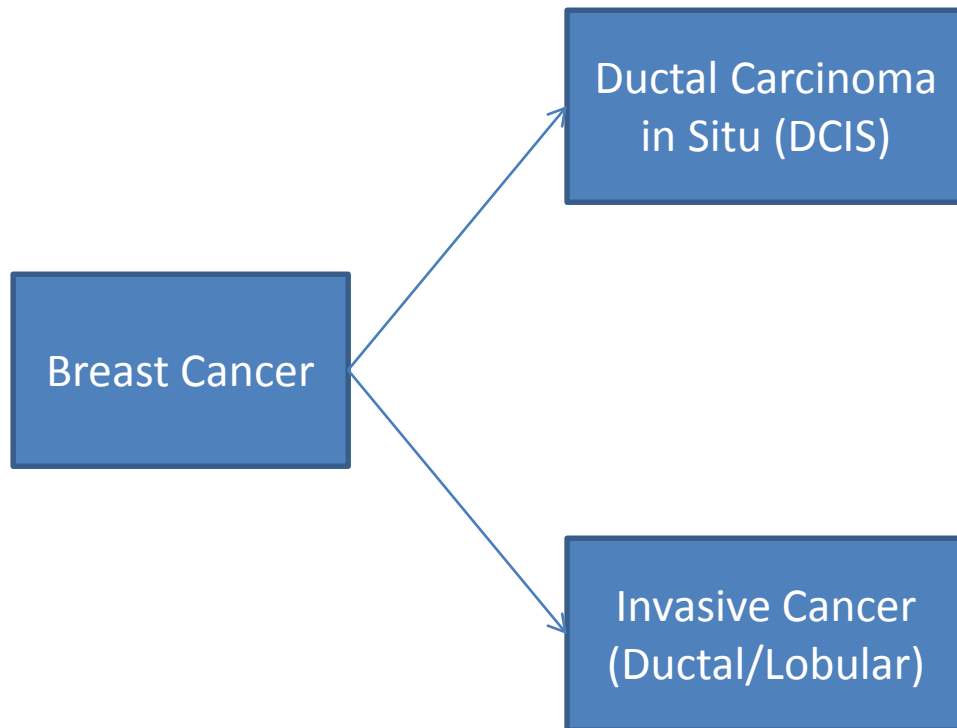 Ductal Carcinoma
in Situ (DCIS)
Breast Cancer
Invasive Cancer
(Ductal/Lobular)